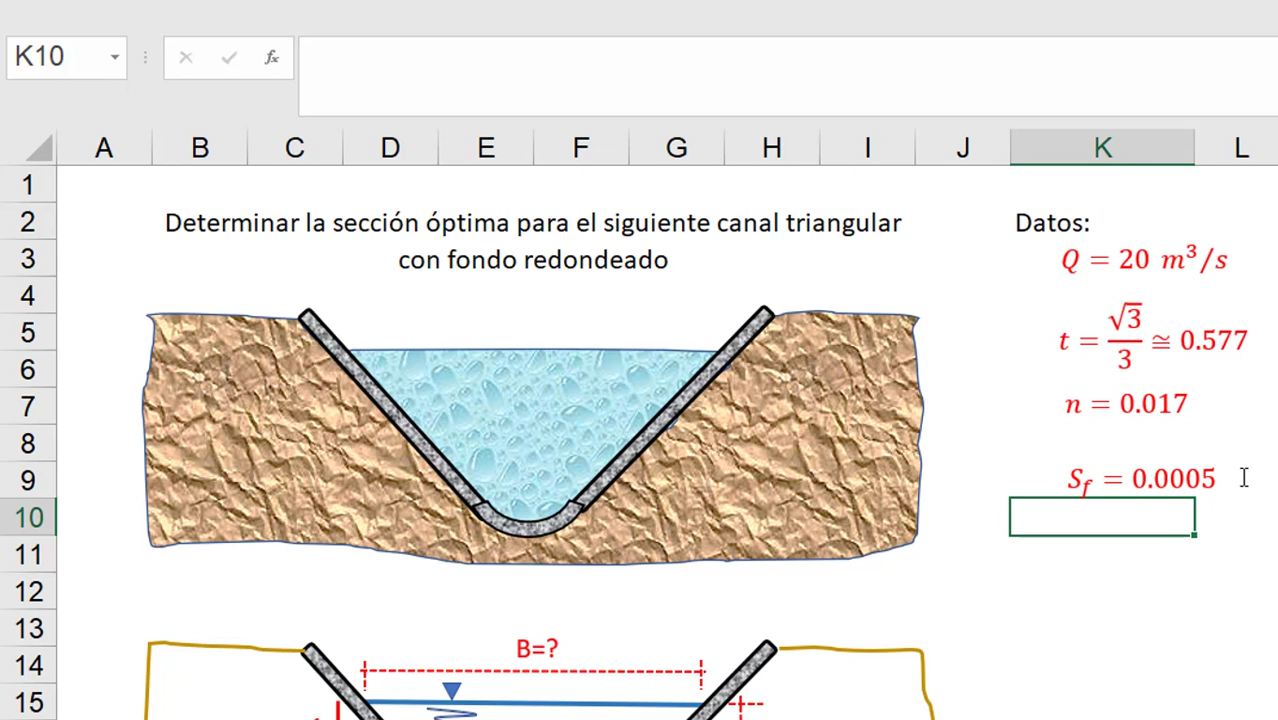 K10
fx
A B C D E F G H I J K L
1
2 Determinar la sección óptima para el siguiente canal triangular Datos:
3 con fondo redondeado Q = 20 m³/s
4
5 t = √3/3 ≅ 0.577
6
7 n = 0.017
8
9 S_f = 0.0005
10
11
12
13 B=?
14
15